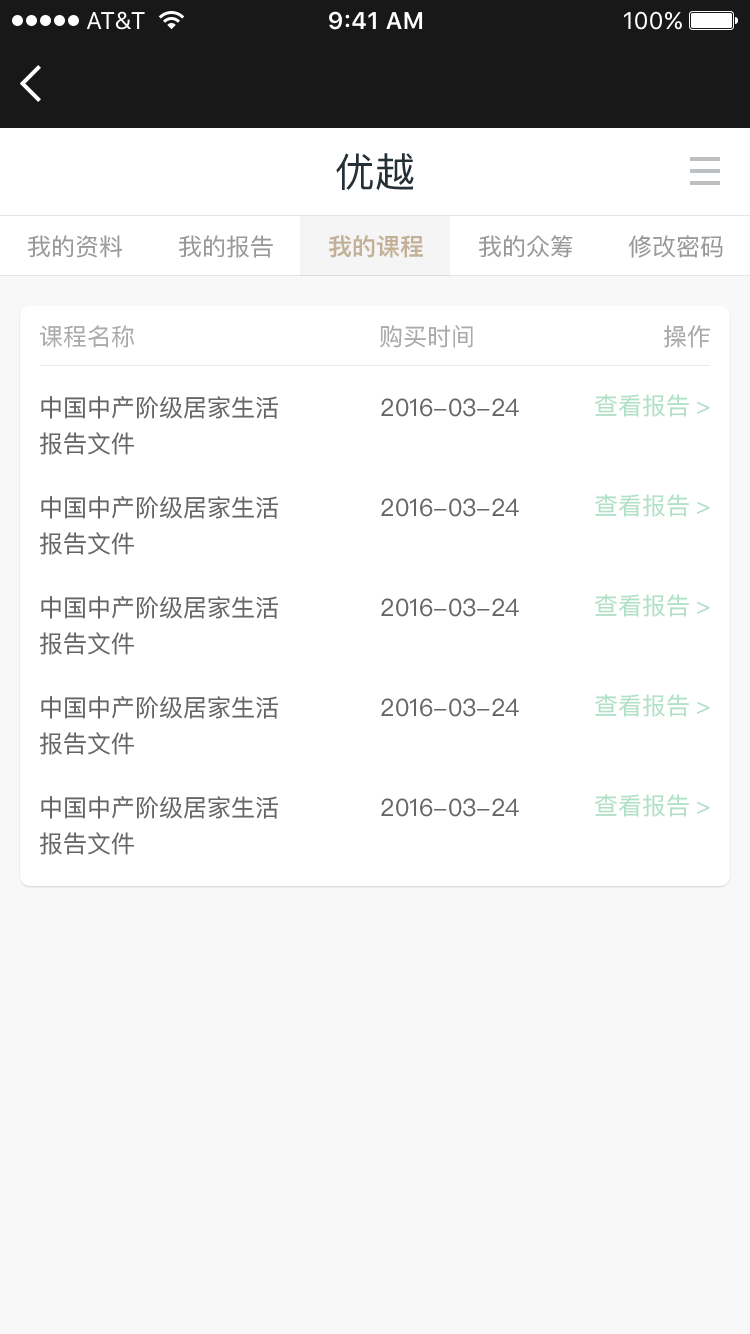 AT&T 9:41 AM 100%
优越
我的资料 我的报告 我的课程 我的众筹 修改密码
课程名称 购买时间 操作
中国中产阶级居家生活 2016-03-24 查看报告 >
报告文件
中国中产阶级居家生活 2016-03-24 查看报告 >
报告文件
中国中产阶级居家生活 2016-03-24 查看报告 >
报告文件
中国中产阶级居家生活 2016-03-24 查看报告 >
报告文件
中国中产阶级居家生活 2016-03-24 查看报告 >
报告文件